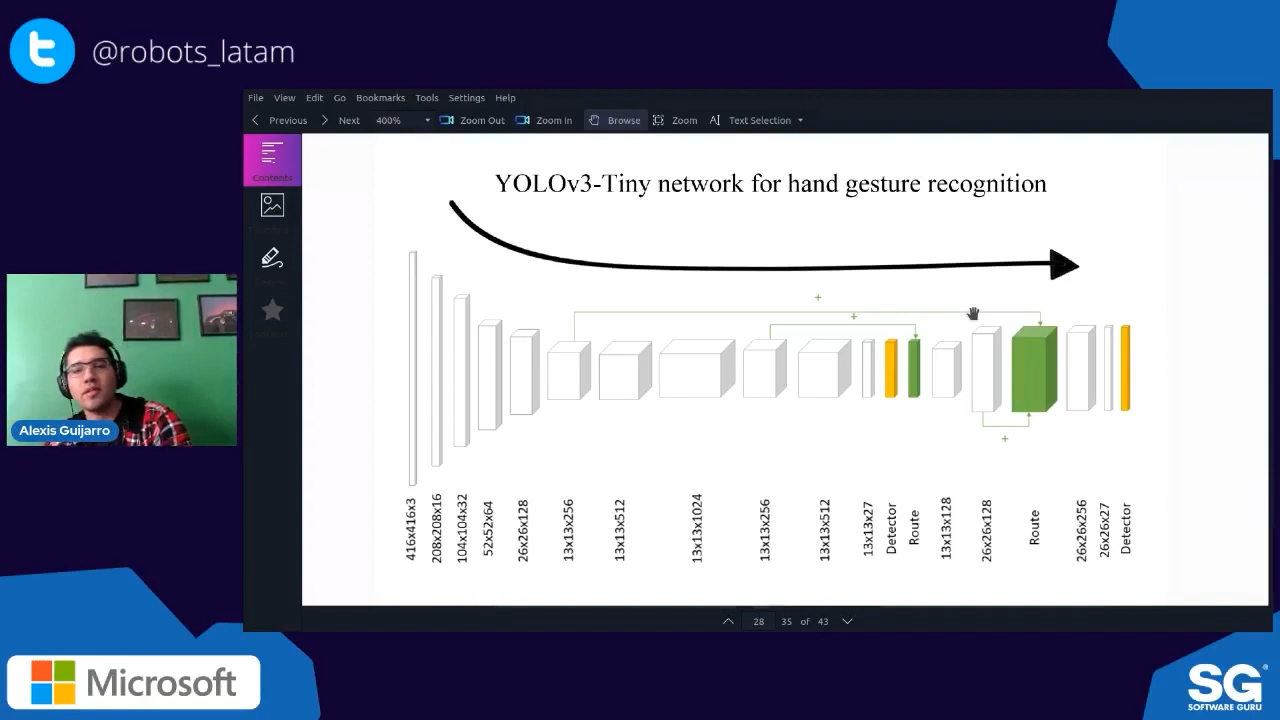 @robots_latam
File View Edit Go Bookmarks Tools Settings Help
Previous Next 400% Zoom Out Zoom In Browse Zoom Text Selection
Contents
YOLOv3-Tiny network for hand gesture recognition
+
+
+
416x416x3
208x208x16
104x104x32
52x52x64
26x26x128
13x13x256
13x13x512
13x13x1024
13x13x256
13x13x512
13x13x27
Detector
Route
13x13x128
26x26x128
Route
26x26x256
26x26x27
Detector
28 35 of 43
Alexis Guijarro
Microsoft
SG
SOFTWARE GURU